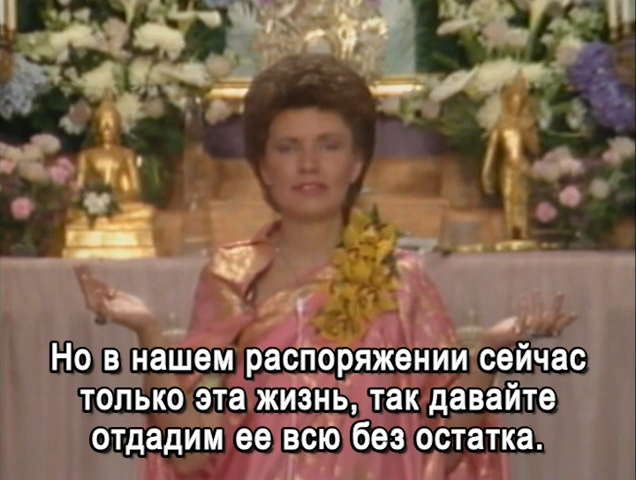 Но в нашем распоряжении сейчас
только эта жизнь, так давайте
отдадим ее всю без остатка.